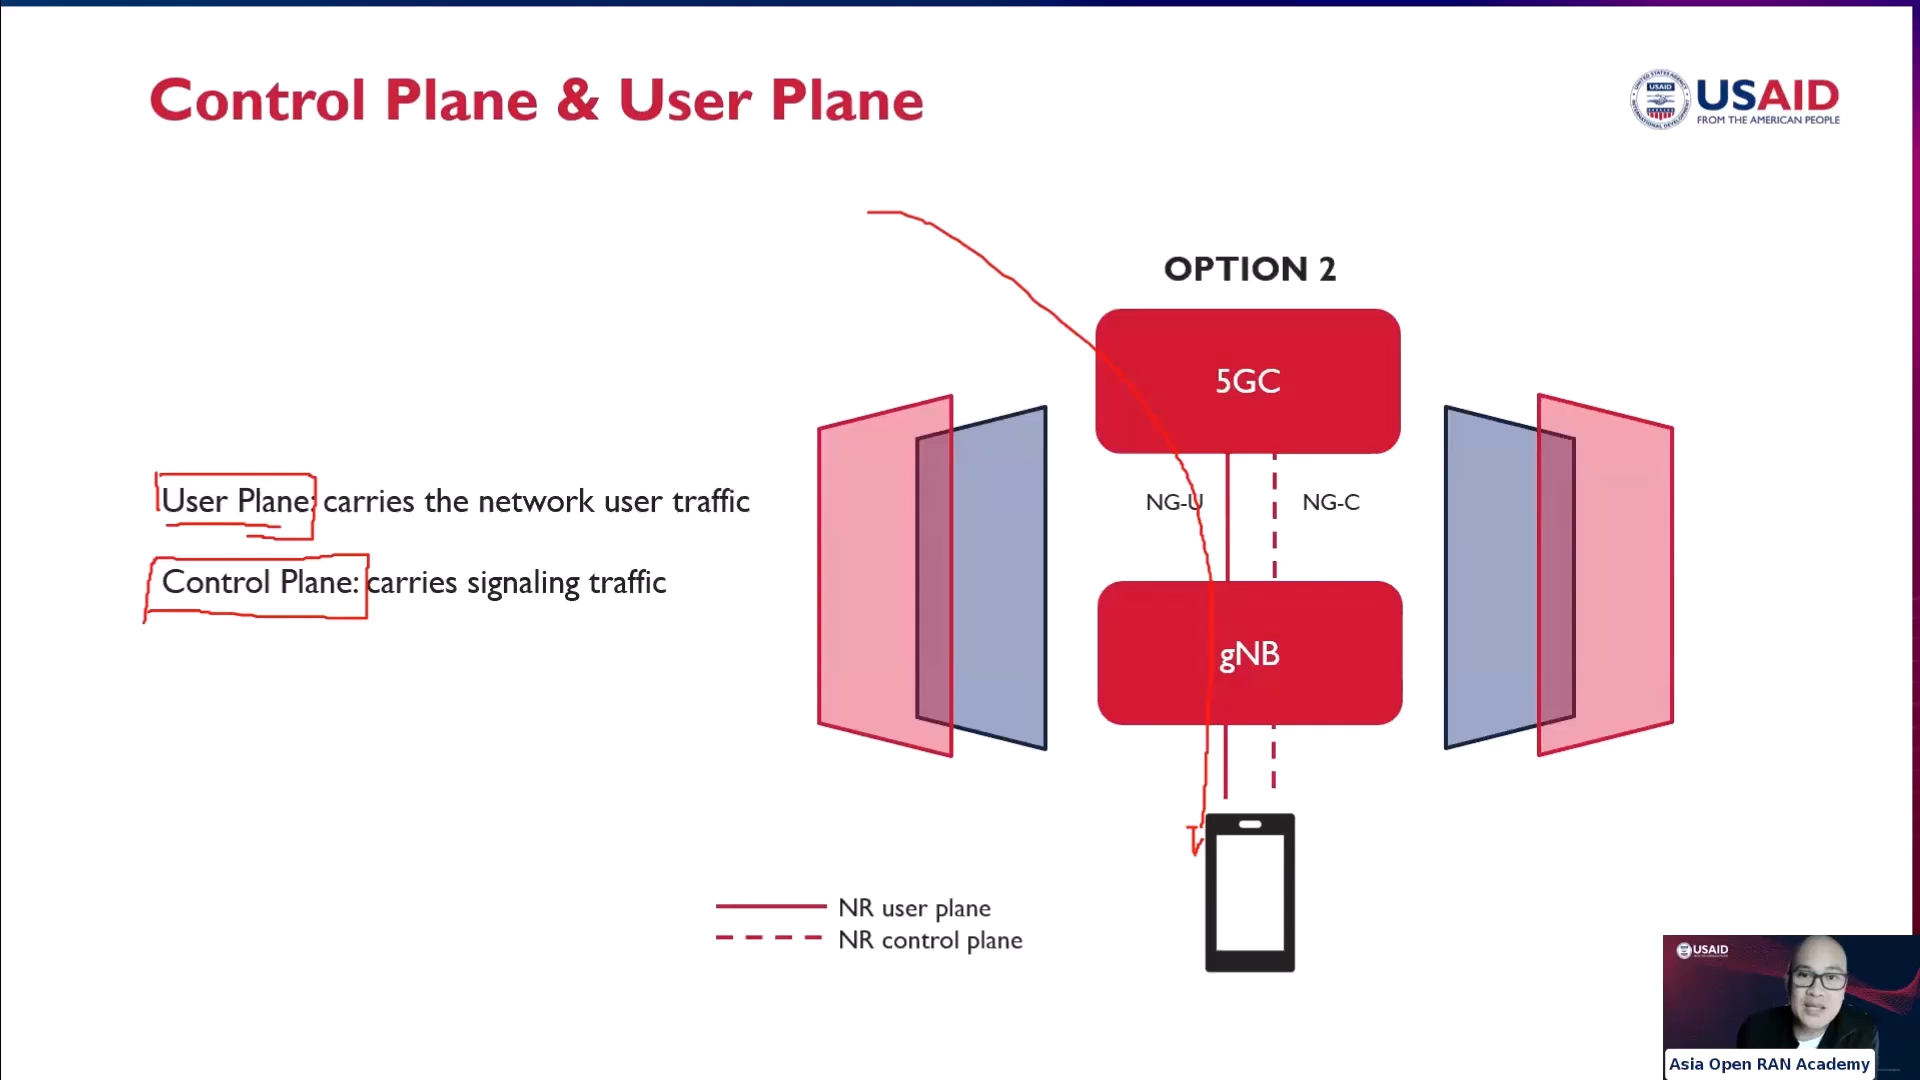 Control Plane & User Plane
USAID
FROM THE AMERICAN PEOPLE
OPTION 2
5GC
User Plane: carries the network user traffic
NG-U
NG-C
Control Plane: carries signaling traffic
gNB
NR user plane
NR control plane
USAID
Asia Open RAN Academy